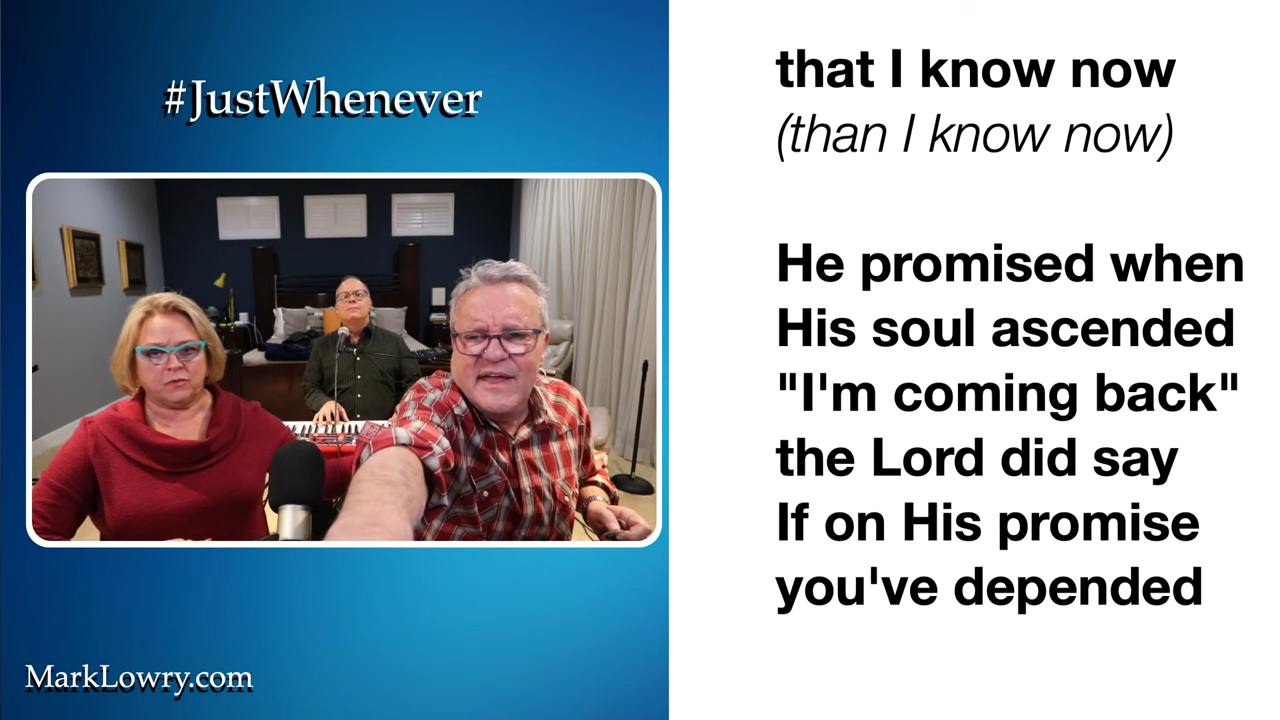 #JustWhenever
MarkLowry.com
that I know now
(than I know now)
He promised when
His soul ascended
"I'm coming back"
the Lord did say
If on His promise
you've depended